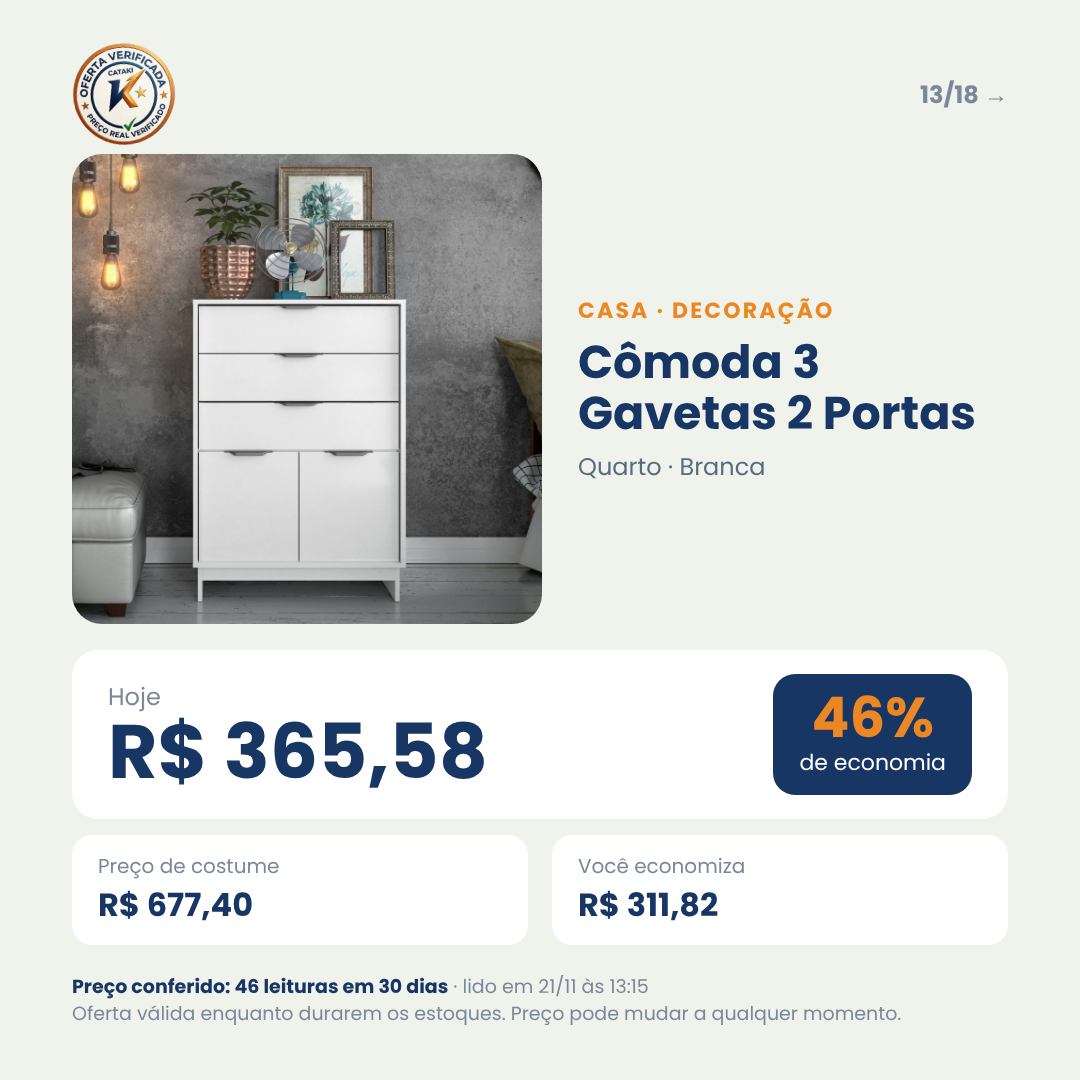 OFERTA VERIFICADA
CATAKI
K
PREÇO REAL VERIFICADO
13/18 →
CASA · DECORAÇÃO
Cômoda 3
Gavetas 2 Portas
Quarto · Branca
Hoje
R$ 365,58
46%
de economia
Preço de costume
R$ 677,40
Você economiza
R$ 311,82
Preço conferido: 46 leituras em 30 dias · lido em 21/11 às 13:15
Oferta válida enquanto durarem os estoques. Preço pode mudar a qualquer momento.